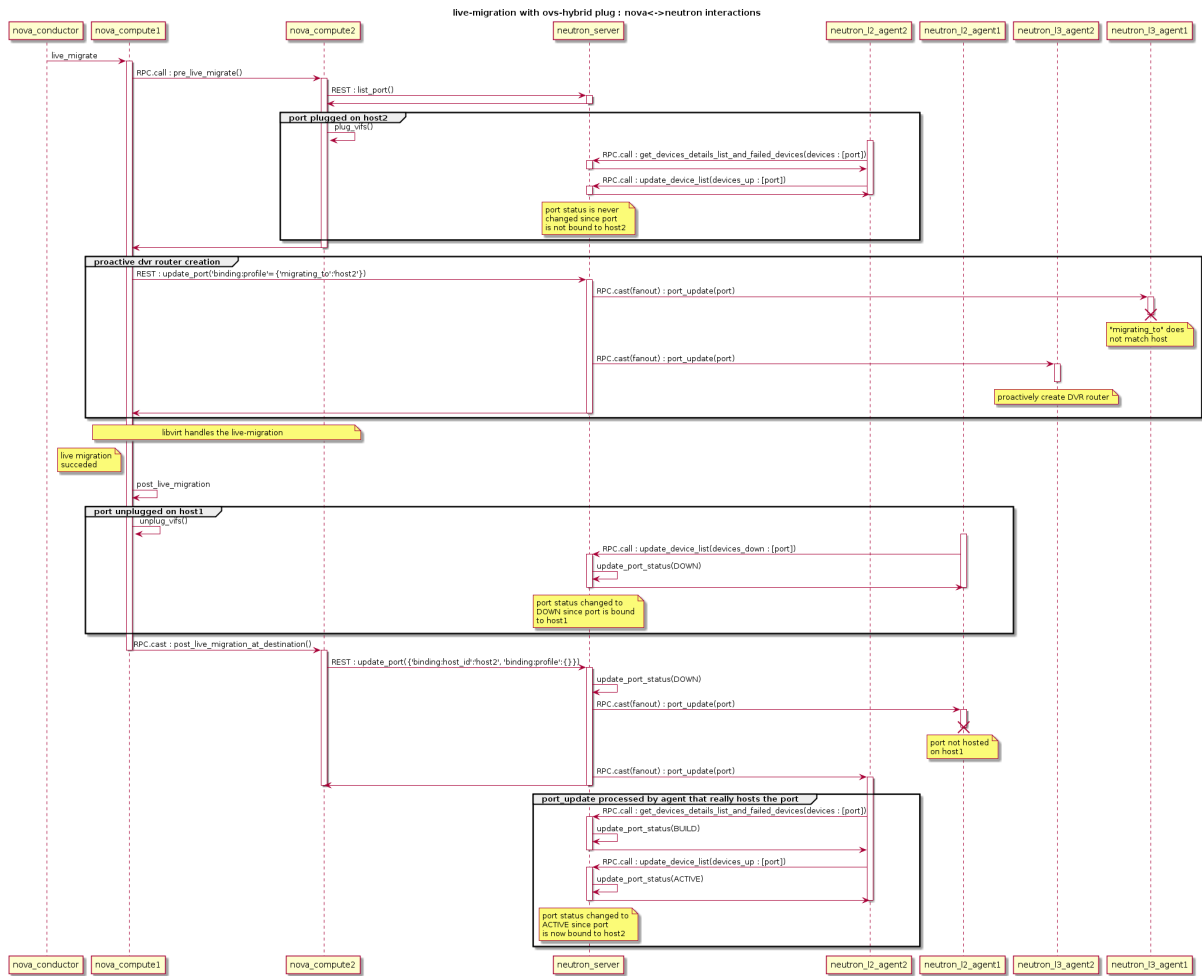 live-migration with ovs-hybrid plug : nova<->neutron interactions
nova_conductor
nova_compute1
nova_compute2
neutron_server
neutron_l2_agent2
neutron_l2_agent1
neutron_l3_agent2
neutron_l3_agent1
live_migrate
RPC.call : pre_live_migrate()
REST : list_port()
port plugged on host2
plug_vifs()
RPC.call : get_devices_details_list_and_failed_devices(devices : [port])
RPC.call : update_device_list(devices_up : [port])
port status is never
changed since port
is not bound to host2
proactive dvr router creation
REST : update_port('binding:profile'= {'migrating_to':'host2'})
RPC.cast(fanout) : port_update(port)
"migrating_to" does
not match host
RPC.cast(fanout) : port_update(port)
proactively create DVR router
libvirt handles the live-migration
live migration
succeded
post_live_migration
port unplugged on host1
unplug_vifs()
RPC.call : update_device_list(devices_down : [port])
update_port_status(DOWN)
port status changed to
DOWN since port is bound
to host1
RPC.cast : post_live_migration_at_destination()
REST : update_port({'binding:host_id':'host2', 'binding:profile':{}})
update_port_status(DOWN)
RPC.cast(fanout) : port_update(port)
port not hosted
on host1
RPC.cast(fanout) : port_update(port)
port_update processed by agent that really hosts the port
RPC.call : get_devices_details_list_and_failed_devices(devices : [port])
update_port_status(BUILD)
RPC.call : update_device_list(devices_up : [port])
update_port_status(ACTIVE)
port status changed to
ACTIVE since port
is now bound to host2
nova_conductor
nova_compute1
nova_compute2
neutron_server
neutron_l2_agent2
neutron_l2_agent1
neutron_l3_agent2
neutron_l3_agent1